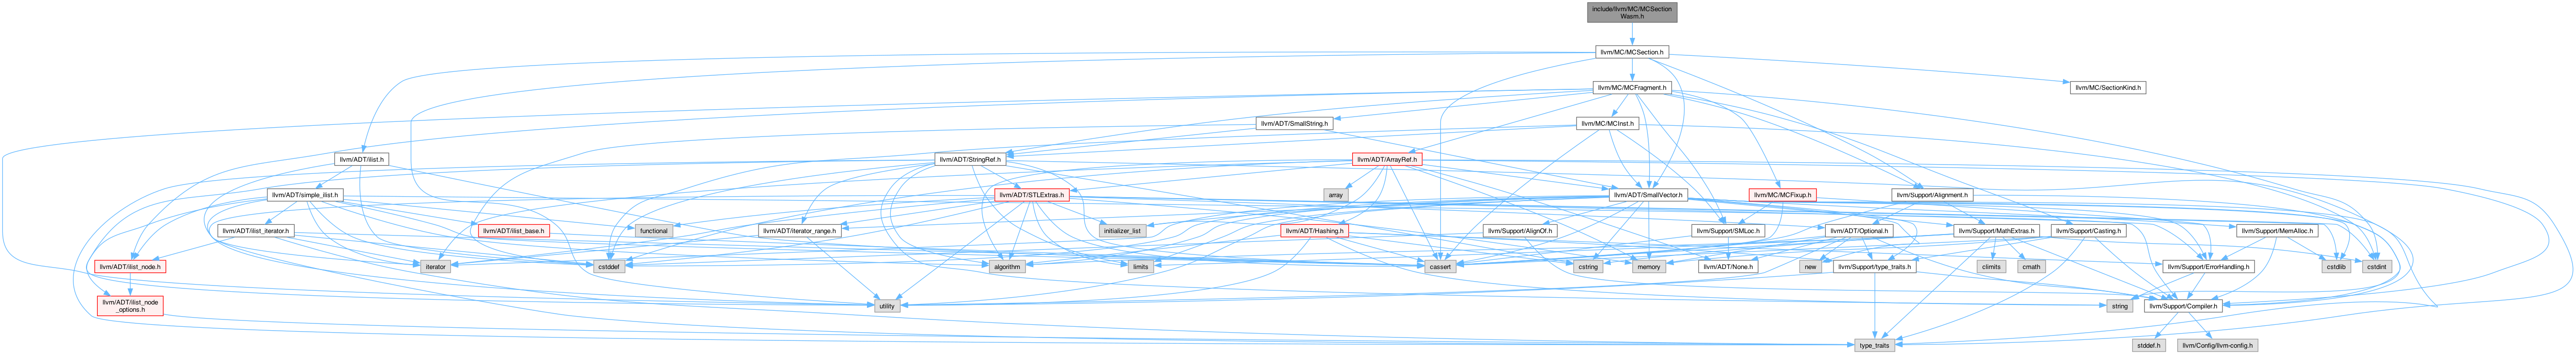 include/llvm/MC/MCSection
Wasm.h
llvm/MC/MCSection.h
llvm/MC/MCFragment.h
llvm/MC/SectionKind.h
llvm/ADT/SmallString.h
llvm/MC/MCInst.h
llvm/ADT/ilist.h
llvm/ADT/StringRef.h
llvm/ADT/ArrayRef.h
llvm/ADT/simple_ilist.h
llvm/ADT/STLExtras.h
array
llvm/ADT/SmallVector.h
llvm/MC/MCFixup.h
llvm/Support/Alignment.h
llvm/ADT/ilist_iterator.h
llvm/ADT/ilist_base.h
functional
llvm/ADT/iterator_range.h
initializer_list
llvm/ADT/Hashing.h
llvm/Support/AlignOf.h
llvm/Support/SMLoc.h
llvm/ADT/Optional.h
llvm/Support/MathExtras.h
llvm/Support/Casting.h
llvm/Support/MemAlloc.h
llvm/ADT/ilist_node.h
iterator
cstddef
algorithm
limits
cassert
cstring
memory
llvm/ADT/None.h
new
llvm/Support/type_traits.h
climits
cmath
llvm/Support/ErrorHandling.h
cstdlib
cstdint
llvm/ADT/ilist_node
_options.h
utility
string
llvm/Support/Compiler.h
type_traits
stddef.h
llvm/Config/llvm-config.h